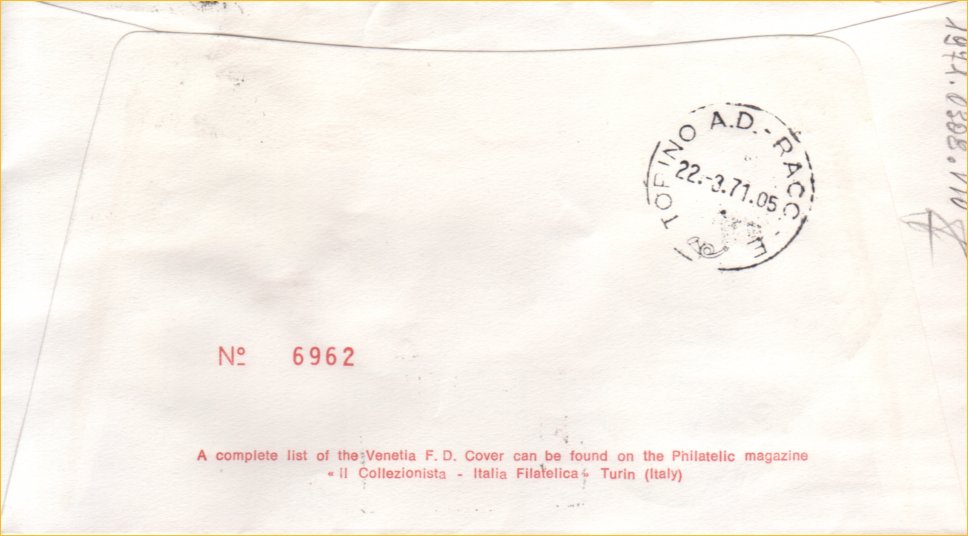 TORINO A.D.-RACC.-E
22.-3.71.05
Nº 6962
A complete list of the Venetia F. D. Cover can be found on the Philatelic magazine
« Il Collezionista - Italia Filatelica » Turin (Italy)